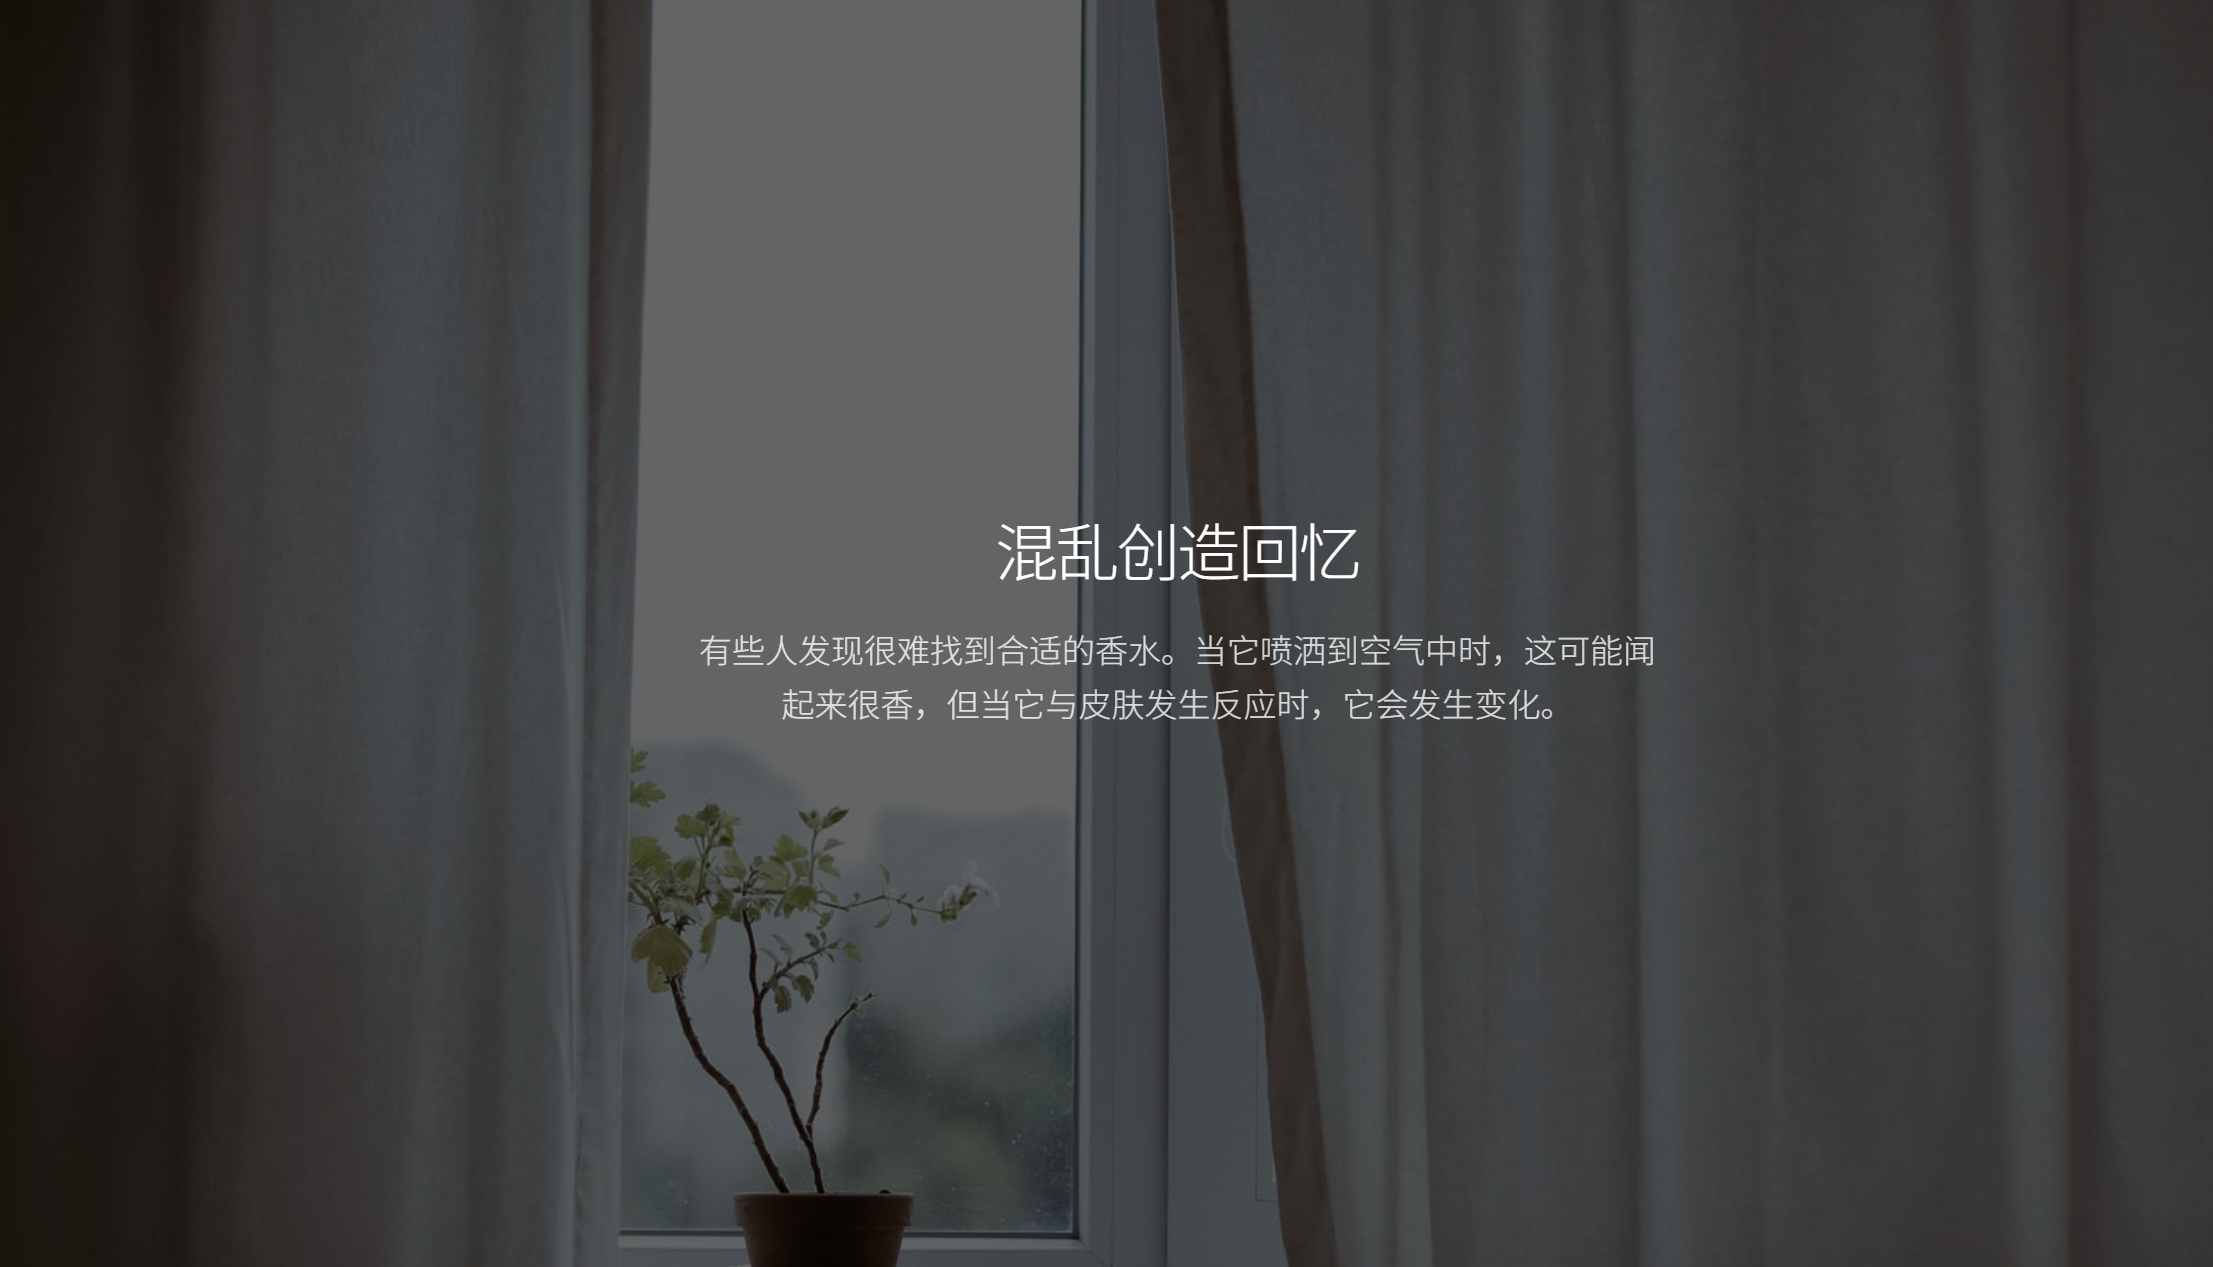 混乱创造回忆
有些人发现很难找到合适的香水。当它喷洒到空气中时，这可能闻
起来很香，但当它与皮肤发生反应时，它会发生变化。